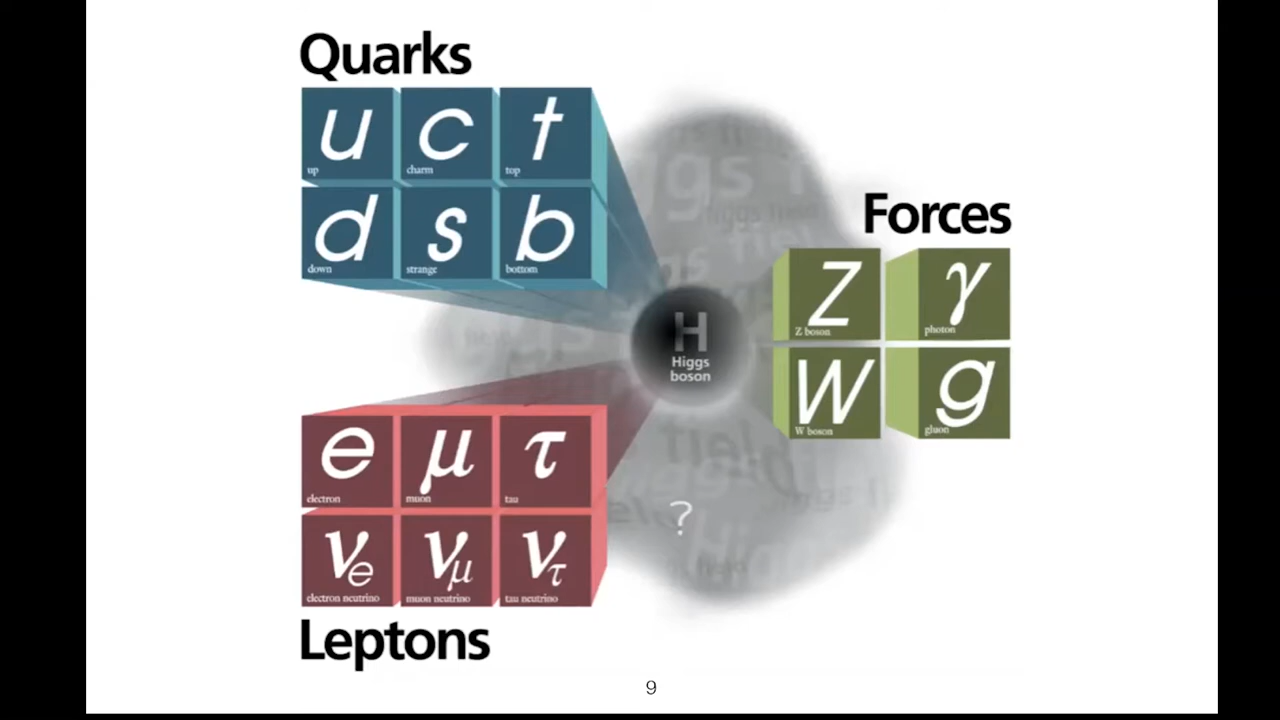 Quarks
u c t
up charm top
d s b
down strange bottom
Forces
Z γ
Z boson photon
W g
W boson gluon
H
Higgs
boson
e μ τ
electron muon tau
νe νμ ντ
electron neutrino muon neutrino tau neutrino
?
Leptons
9